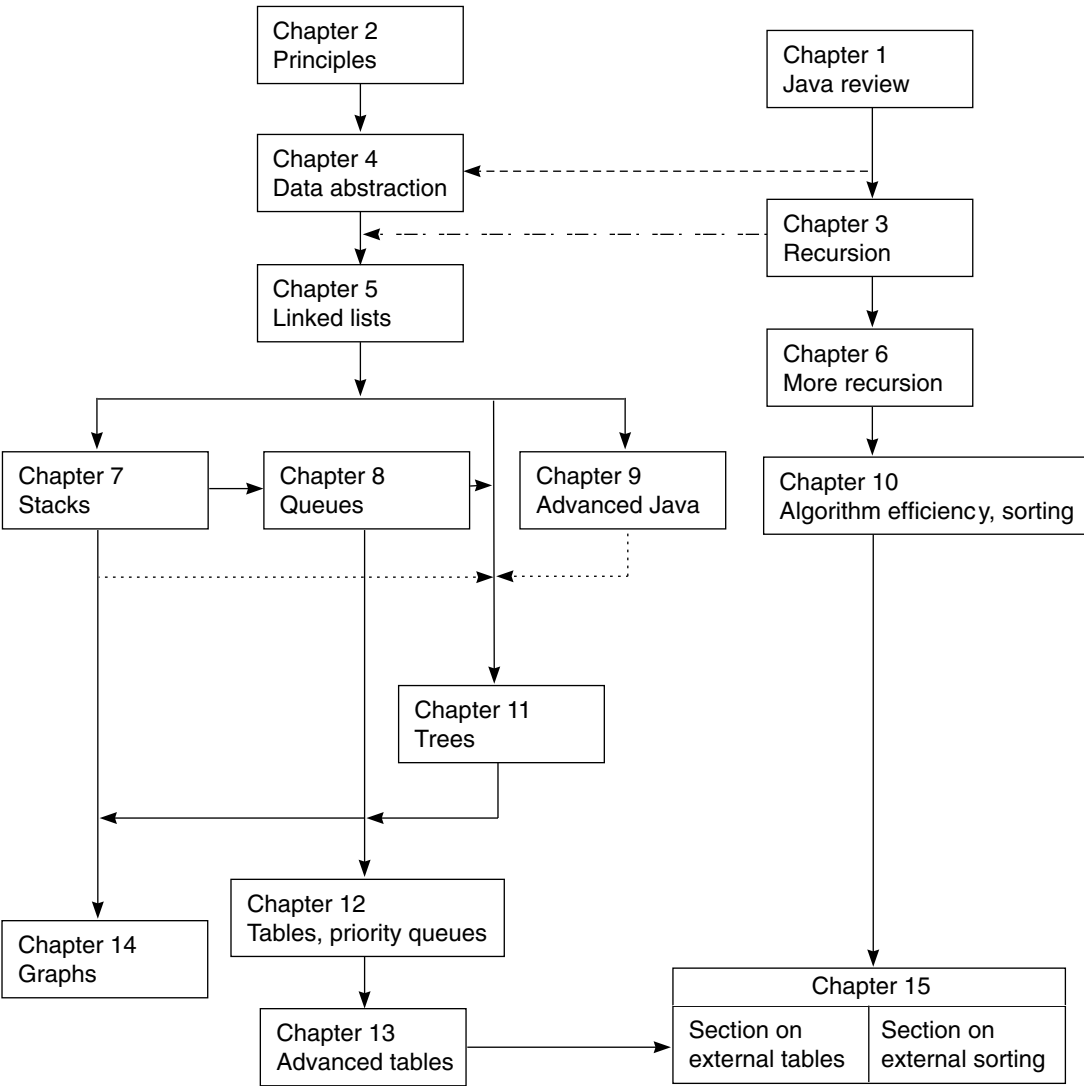 Chapter 2
Principles
Chapter 1
Java review
Chapter 4
Data abstraction
Chapter 3
Recursion
Chapter 5
Linked lists
Chapter 6
More recursion
Chapter 7
Stacks
Chapter 8
Queues
Chapter 9
Advanced Java
Chapter 10
Algorithm efficiency, sorting
Chapter 11
Trees
Chapter 12
Tables, priority queues
Chapter 14
Graphs
Chapter 13
Advanced tables
Chapter 15
Section on
external tables
Section on
external sorting